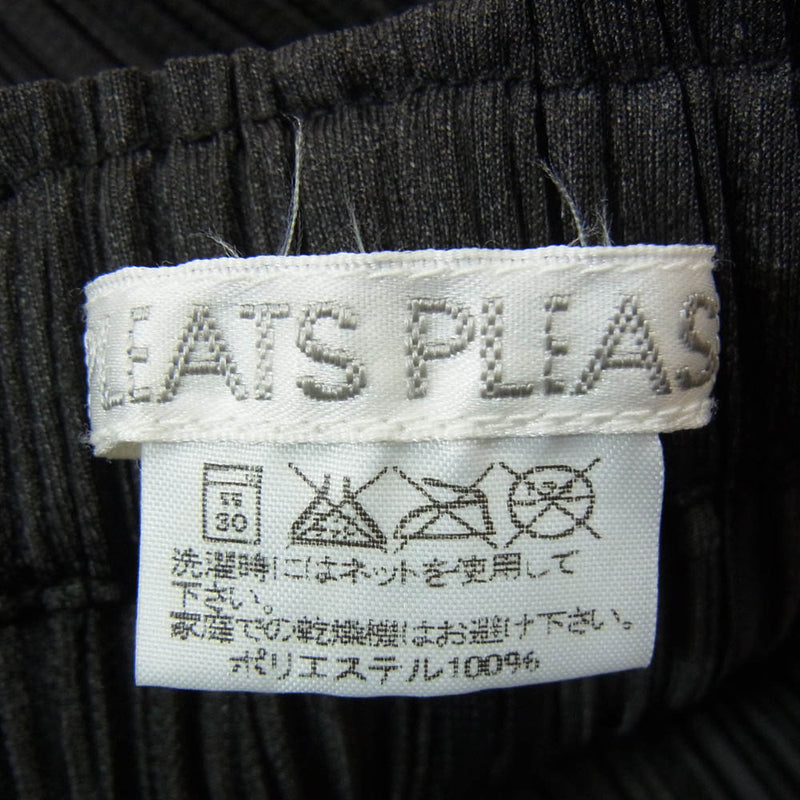 PLEATS PLEAS
弱
30
洗濯時にはネットを使用して
下さい。
家庭での乾燥機はお避け下さい。
ポリエステル100%